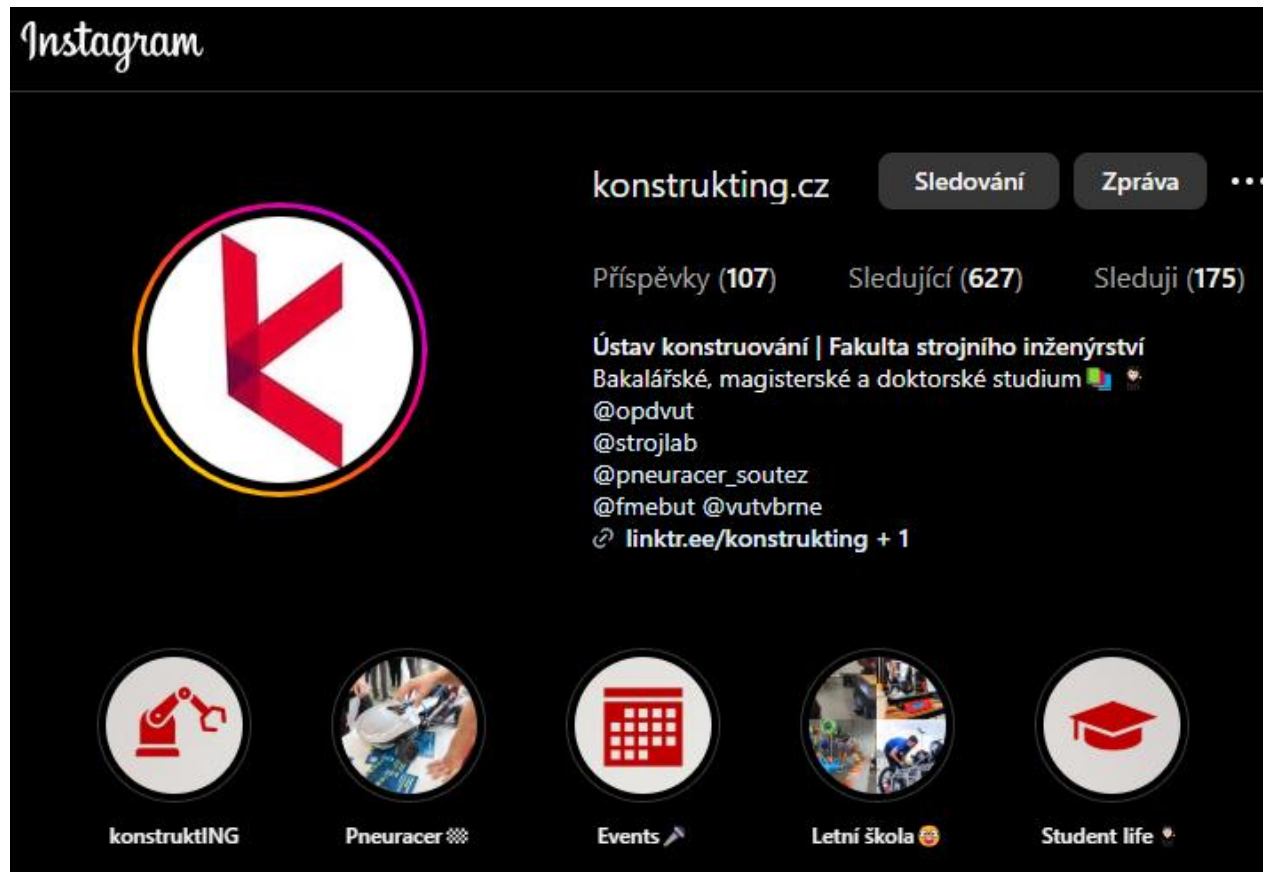 Instagram
konstrukting.cz Sledování Zpráva
Příspěvky (107) Sledující (627) Sleduji (175)
Ústav konstruování | Fakulta strojního inženýrství
Bakalářské, magisterské a doktorské studium
@opdvut
@strojlab
@pneuracer_soutez
@fmebut @vutvbrne
linktr.ee/konstrukting + 1
konstruktING Pneuracer Events Letní škola Student life